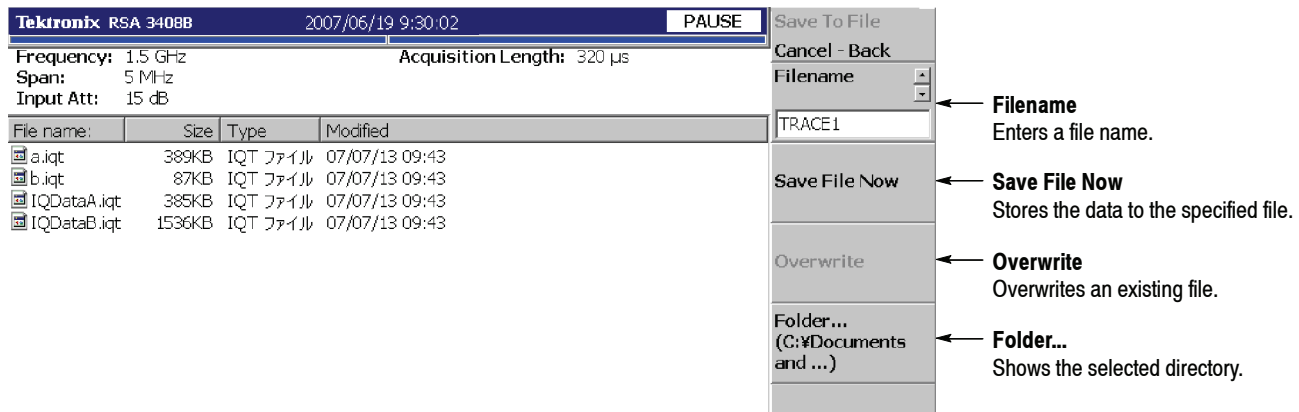 Tektronix RSA 3408B 2007/06/19 9:30:02 PAUSE
Frequency: 1.5 GHz Acquisition Length: 320 µs
Span: 5 MHz
Input Att: 15 dB
File name: Size Type Modified
a.iqt 389KB IQT ファイル 07/07/13 09:43
b.iqt 87KB IQT ファイル 07/07/13 09:43
IQDataA.iqt 385KB IQT ファイル 07/07/13 09:43
IQDataB.iqt 1536KB IQT ファイル 07/07/13 09:43
Save To File
Cancel - Back
Filename
TRACE1
Save File Now
Overwrite
Folder...
(C:¥Documents
and ...)
Filename
Enters a file name.
Save File Now
Stores the data to the specified file.
Overwrite
Overwrites an existing file.
Folder...
Shows the selected directory.